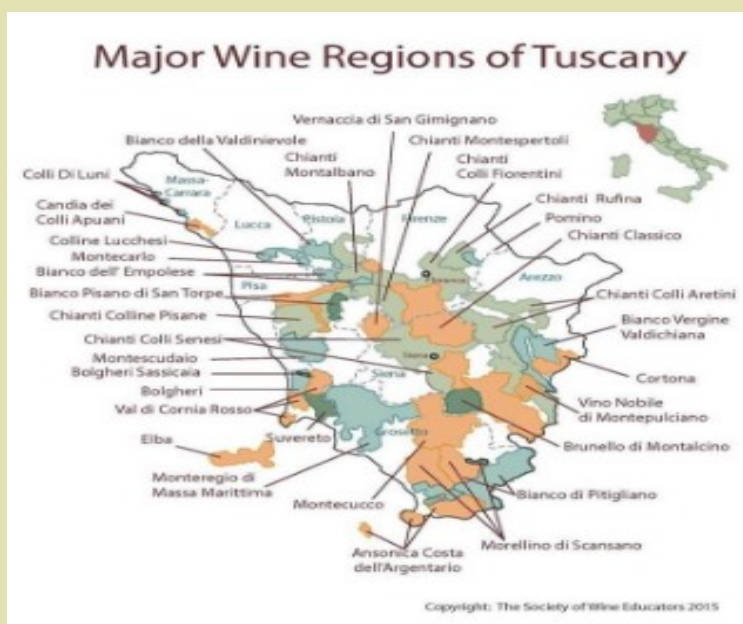 Major Wine Regions of Tuscany
Vernaccia di San Gimignano
Bianco della Valdinievole
Chianti Montespertoli
Chianti
Montalbano
Chianti
Colli Fiorentini
Colli Di Luni
Massa-
Carrara
Chianti Rufina
Candia dei
Colli Apuani
Lucca
Pistoia
Firenze
Pomino
Chianti Classico
Colline Lucchesi
Montecarlo
Bianco dell' Empolese
Arezzo
Pisa
Bianco Pisano di San Torpe
Chianti Colli Aretini
Chianti Colline Pisane
Bianco Vergine
Valdichiana
Chianti Colli Senesi
Siena
Montescudaio
Bolgheri Sassicaia
Siena
Cortona
Bolgheri
Vino Nobile
di Montepulciano
Val di Cornia Rosso
Suvereto
Grosseto
Elba
Brunello di Montalcino
Monteregio di
Massa Marittima
Montecucco
Bianco di Pitigliano
Morellino di Scansano
Ansonica Costa
dell'Argentario
Copyright: The Society of Wine Educators 2015